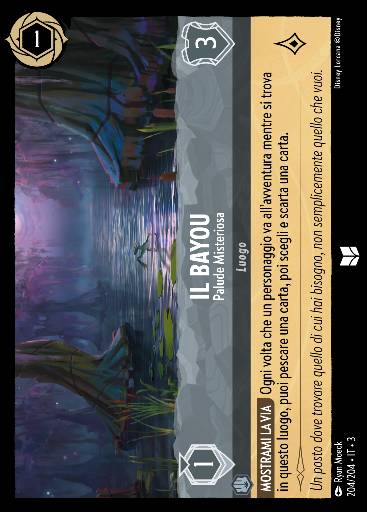 1
3
IL BAYOU
Palude Misteriosa
Luogo
1
MOSTRAMI LA VIA Ogni volta che un personaggio va all'avventura mentre si trova
in questo luogo, puoi pescare una carta, poi scegli e scarta una carta.
Un posto dove trovare quello di cui hai bisogno, non semplicemente quello che vuoi.
Ryan Moeck
204/204 • IT • 3
Disney Lorcana ©Disney